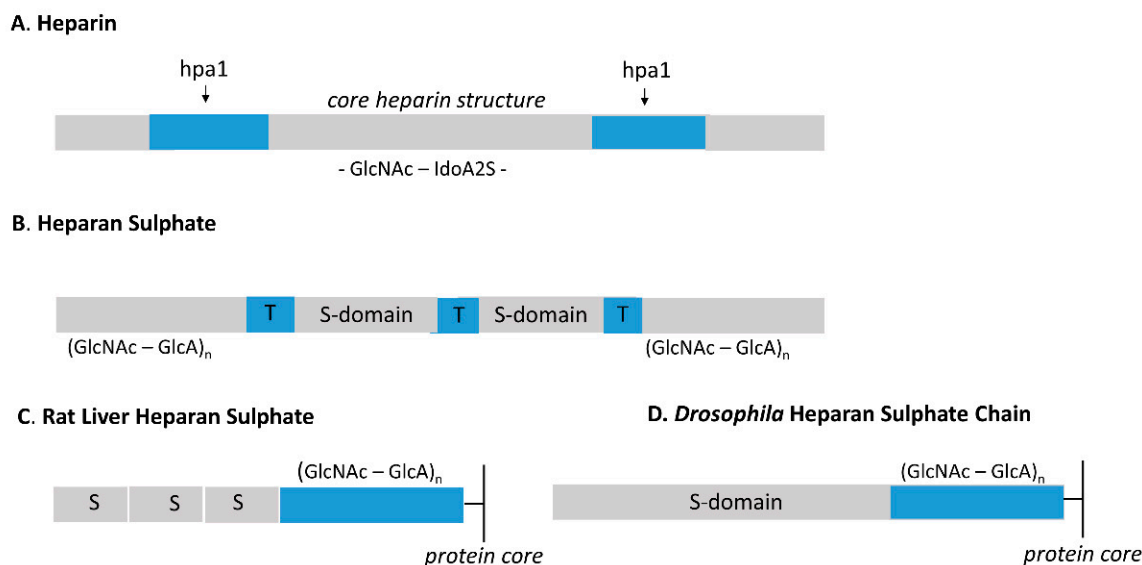 A. Heparin
hpa1
hpa1
core heparin structure
- GlcNAc – IdoA2S -
B. Heparan Sulphate
T S-domain T S-domain T
(GlcNAc – GlcA)n
(GlcNAc – GlcA)n
C. Rat Liver Heparan Sulphate
(GlcNAc – GlcA)n
S S S
protein core
D. Drosophila Heparan Sulphate Chain
(GlcNAc – GlcA)n
S-domain
protein core